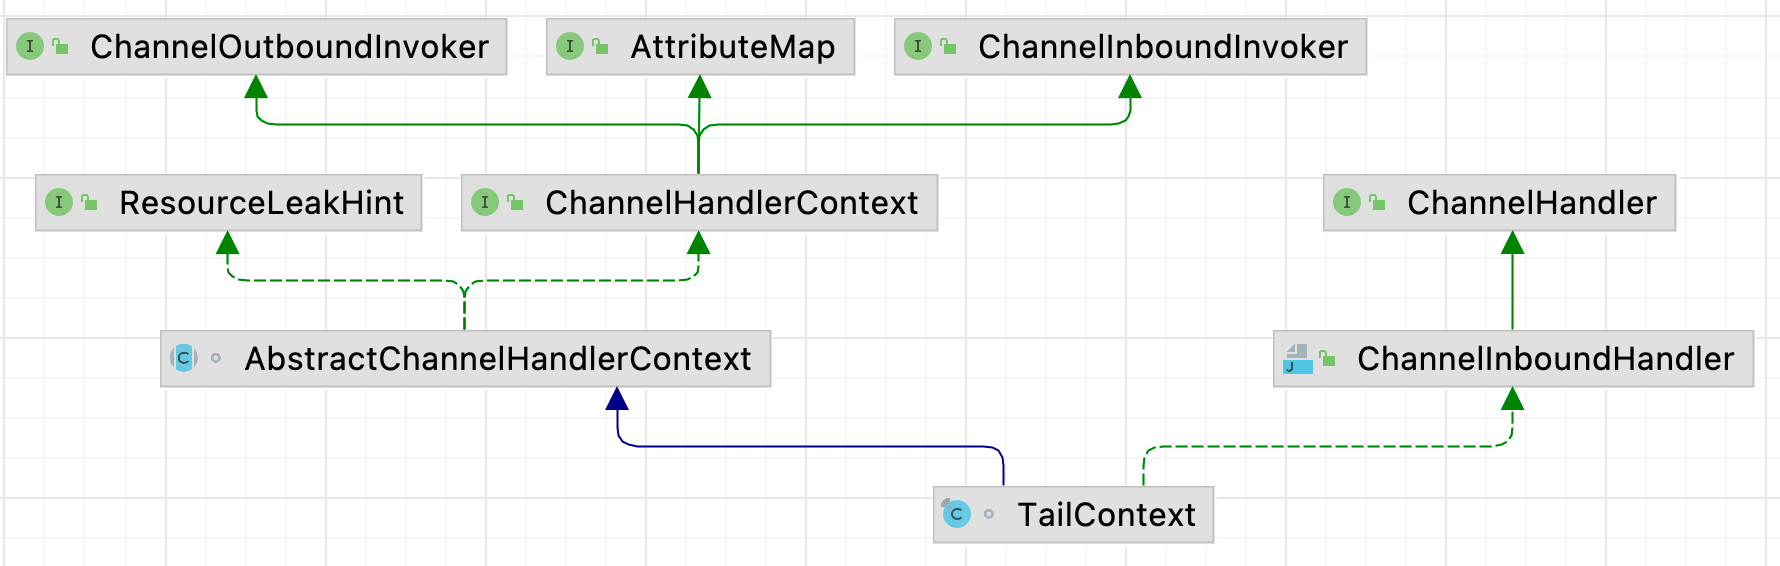 I ChannelOutboundInvoker
I AttributeMap
I ChannelInboundInvoker
I ResourceLeakHint
I ChannelHandlerContext
I ChannelHandler
C AbstractChannelHandlerContext
J ChannelInboundHandler
C TailContext